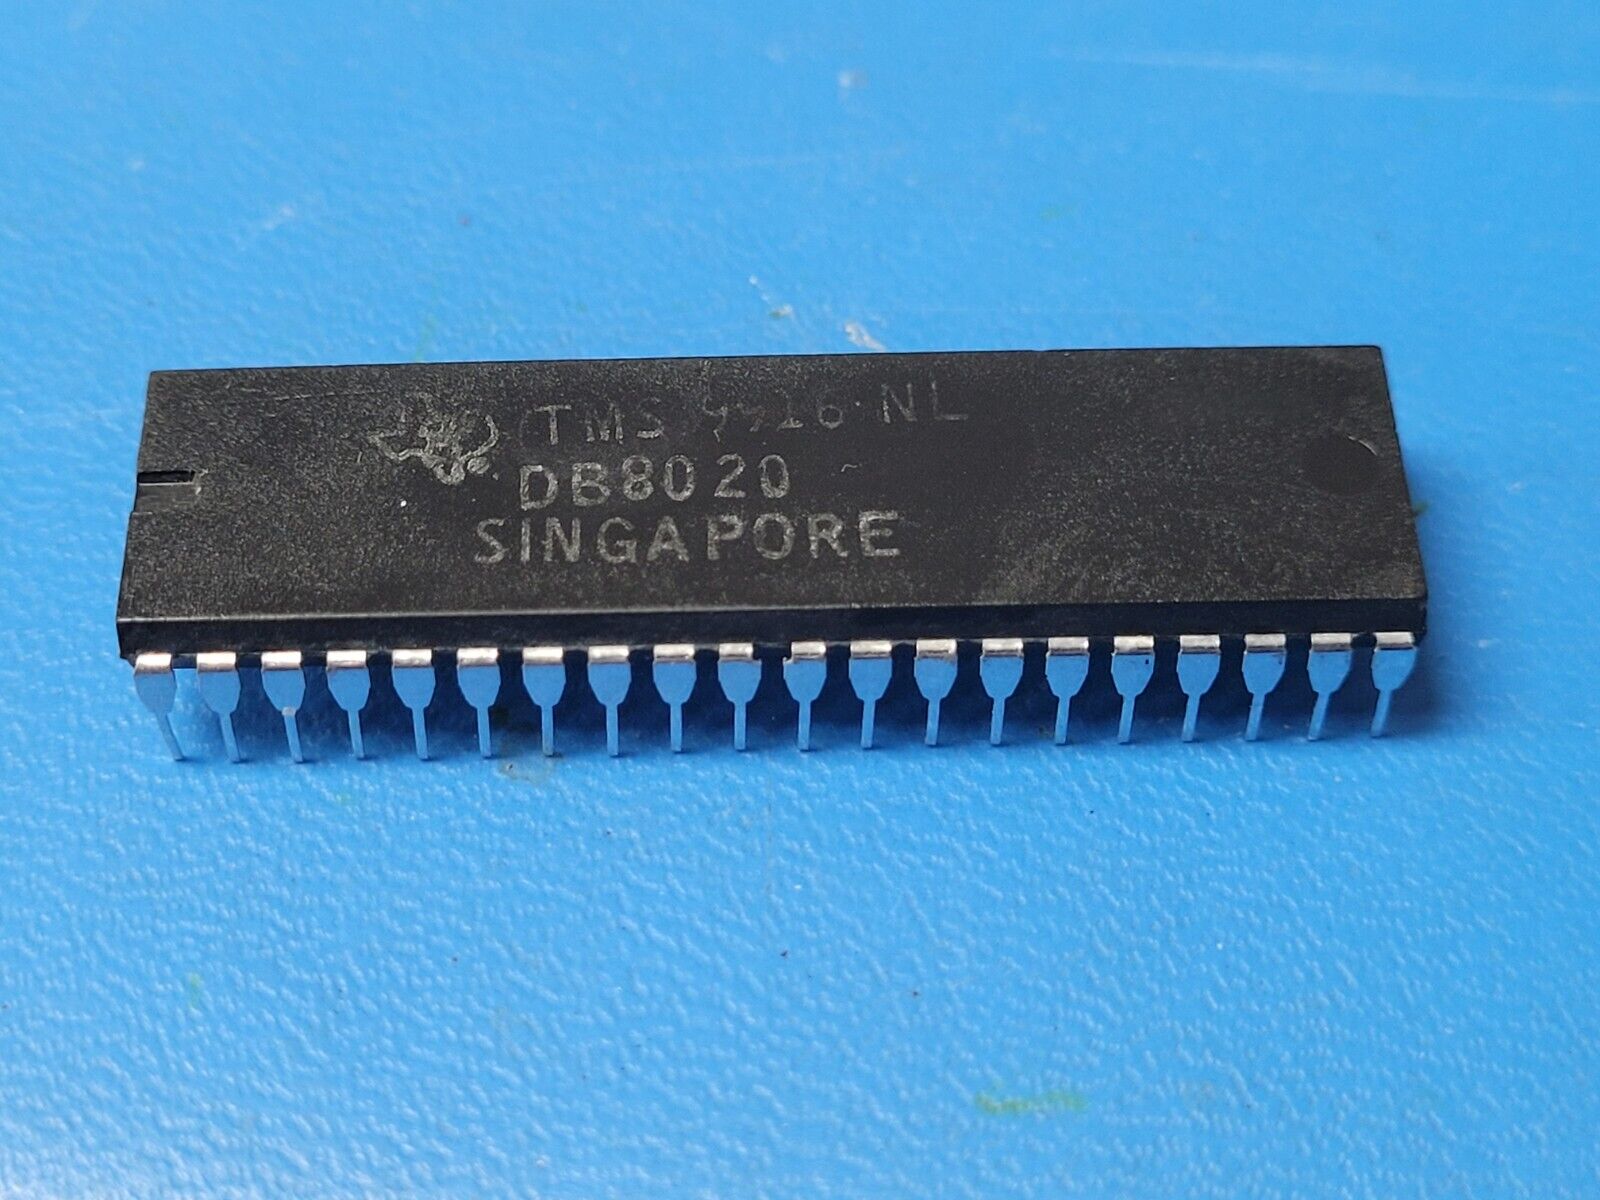 TMS 9916 NL
DB8020
SINGAPORE